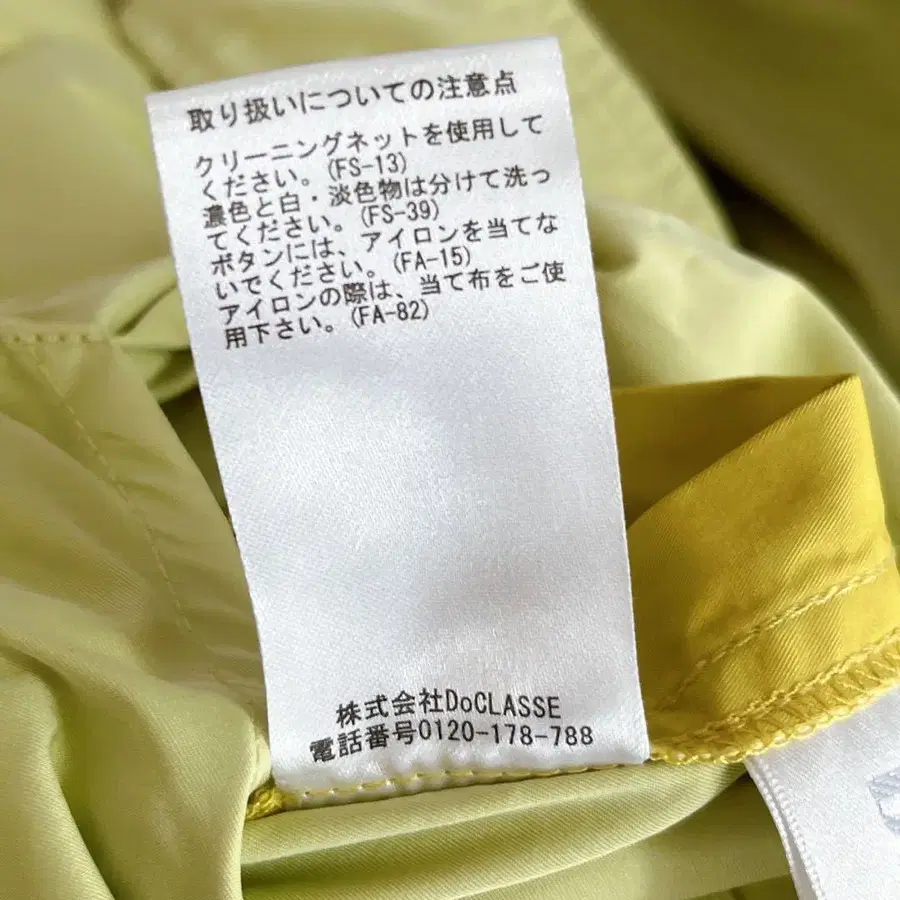 取り扱いについての注意点
クリーニングネットを使用して
ください。(FS-13)
濃色と白・淡色物は分けて洗っ
てください。(FS-39)
ボタンには、アイロンを当てな
いでください。(FA-15)
アイロンの際は、当て布をご使
用下さい。(FA-82)
株式会社DoCLASSE
電話番号0120-178-788